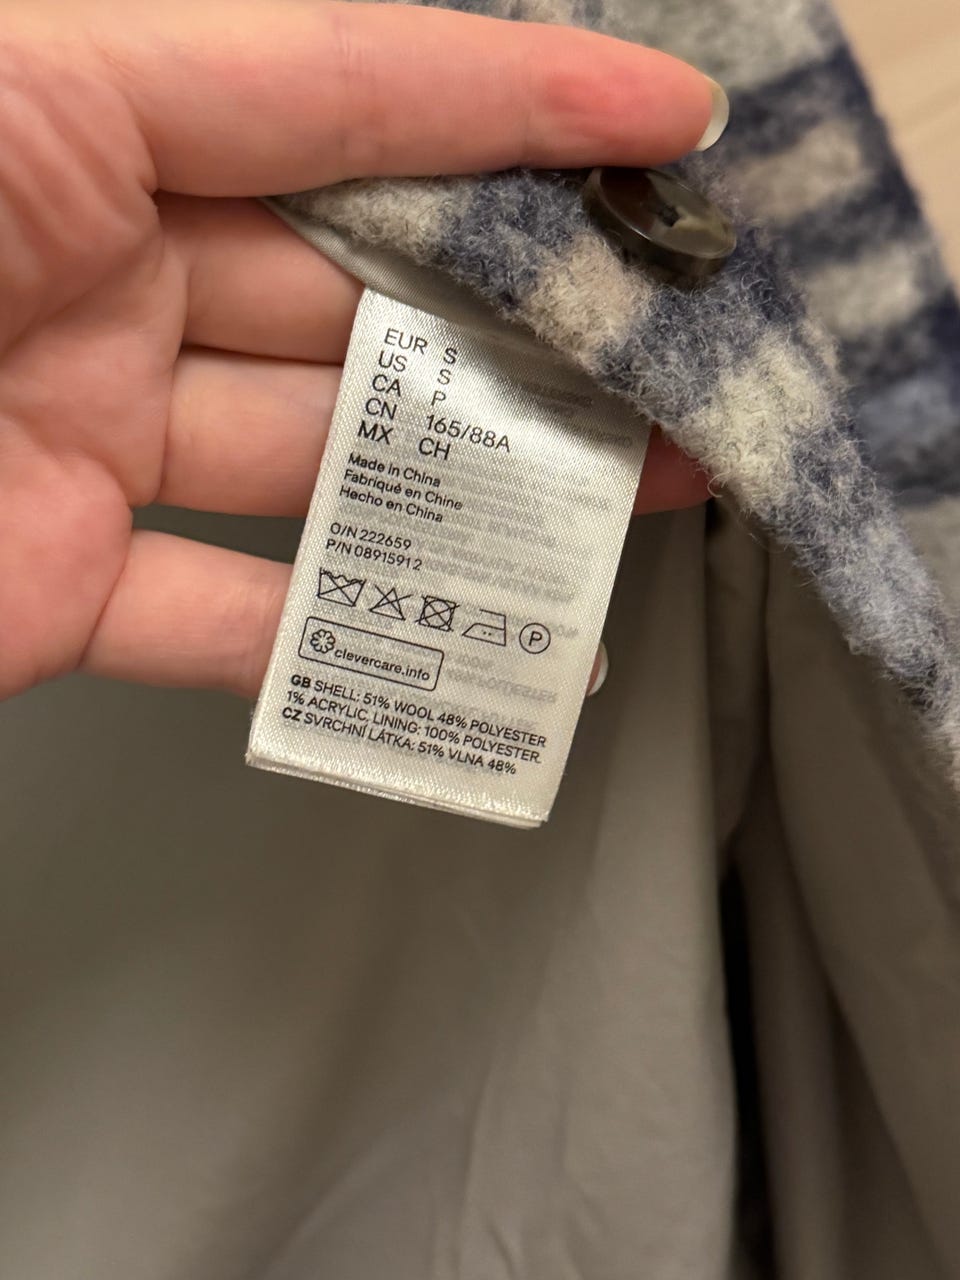 EUR S
US S
CA P
CN 165/88A
MX CH
Made in China
Fabriqué en Chine
Hecho en China
O/N 222659
P/N 08915912
P
clevercare.info
GB SHELL: 51% WOOL 48% POLYESTER
1% ACRYLIC. LINING: 100% POLYESTER.
CZ SVRCHNÍ LÁTKA: 51% VLNA 48%